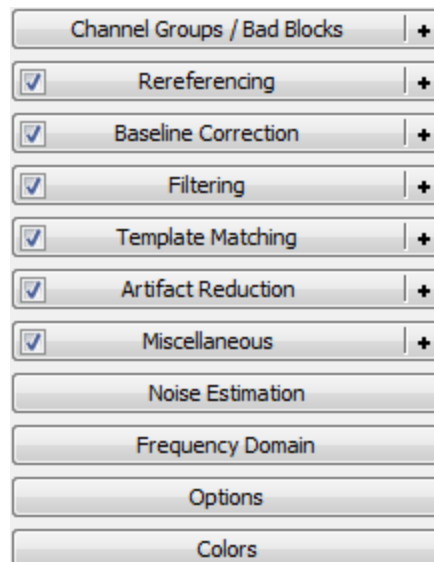 Channel Groups / Bad Blocks +
Rereferencing +
Baseline Correction +
Filtering +
Template Matching +
Artifact Reduction +
Miscellaneous +
Noise Estimation
Frequency Domain
Options
Colors